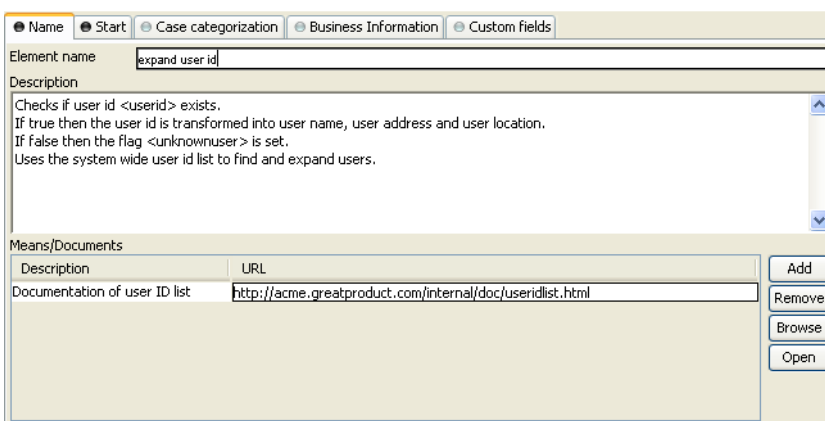 Name Start Case categorization Business Information Custom fields
Element name expand user id
Description
Checks if user id <userid> exists.
If true then the user id is transformed into user name, user address and user location.
If false then the flag <unknownuser> is set.
Uses the system wide user id list to find and expand users.
Means/Documents
Description URL
Documentation of user ID list http://acme.greatproduct.com/internal/doc/useridlist.html
Add
Remove
Browse
Open